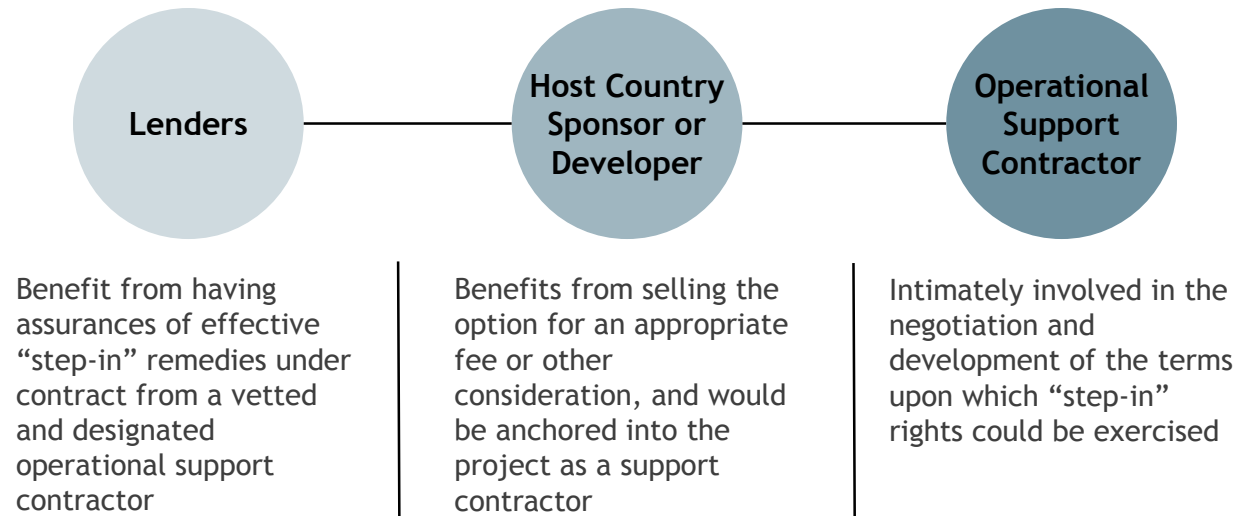 Lenders
Host Country
Sponsor or
Developer
Operational
Support
Contractor
Benefit from having
assurances of effective
“step-in” remedies under
contract from a vetted
and designated
operational support
contractor
Benefits from selling the
option for an appropriate
fee or other
consideration, and would
be anchored into the
project as a support
contractor
Intimately involved in the
negotiation and
development of the terms
upon which “step-in”
rights could be exercised